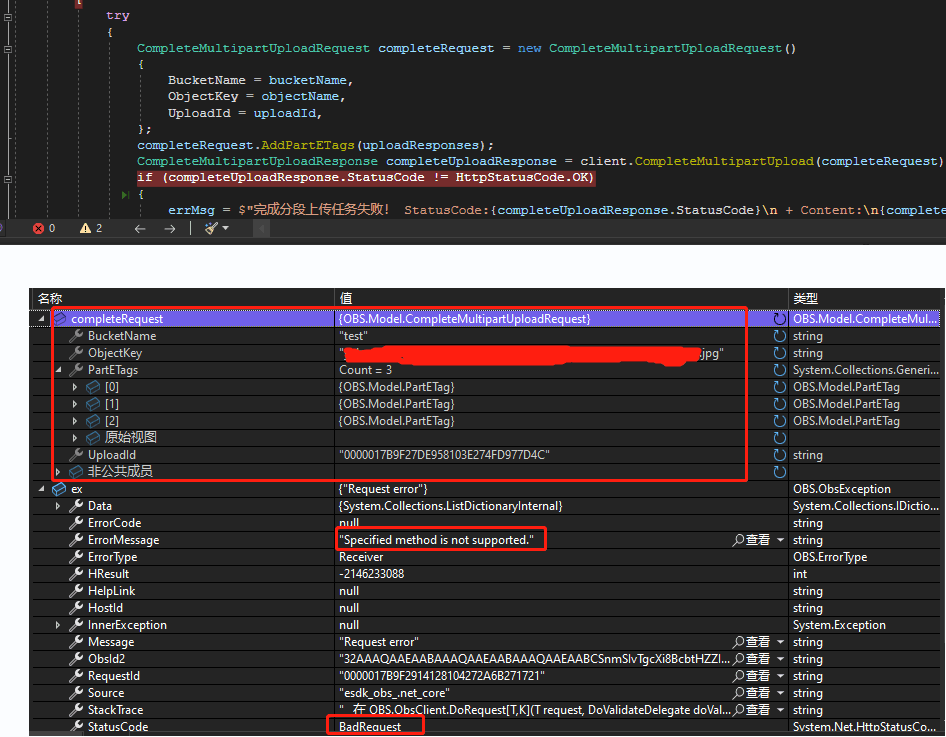 try
{
CompleteMultipartUploadRequest completeRequest = new CompleteMultipartUploadRequest()
{
BucketName = bucketName,
ObjectKey = objectName,
UploadId = uploadId,
};
completeRequest.AddPartETags(uploadResponses);
CompleteMultipartUploadResponse completeUploadResponse = client.CompleteMultipartUpload(completeRequest)
if (completeUploadResponse.StatusCode != HttpStatusCode.OK)
{
errMsg = $"完成分段上传任务失败! StatusCode:{completeUploadResponse.StatusCode}\n + Content:\n{complete
0 2
名称 值 类型
completeRequest {OBS.Model.CompleteMultipartUploadRequest} OBS.Model.CompleteMul...
BucketName "test" string
ObjectKey " .jpg" string
PartETags Count = 3 System.Collections.Generi...
[0] {OBS.Model.PartETag} OBS.Model.PartETag
[1] {OBS.Model.PartETag} OBS.Model.PartETag
[2] {OBS.Model.PartETag} OBS.Model.PartETag
原始视图
UploadId "0000017B9F27DE958103E274FD977D4C" string
非公共成员
ex {"Request error"} OBS.ObsException
Data {System.Collections.ListDictionaryInternal} System.Collections.IDictio...
ErrorCode null string
ErrorMessage "Specified method is not supported." 查看 string
ErrorType Receiver OBS.ErrorType
HResult -2146233088 int
HelpLink null string
HostId null string
InnerException null System.Exception
Message "Request error" 查看 string
ObsId2 "32AAAQAAEAABAAAQAAEAABAAAQAAEAABCSnmSlvTgcXi8BcbtHZZl... 查看 string
RequestId "0000017B9F2914128104272A6B271721" 查看 string
Source "esdk_obs_.net_core" 查看 string
StackTrace " 在 OBS.ObsClient.DoRequest[T,K](T request, DoValidateDelegate doVal... 查看 string
StatusCode BadRequest System.Net.HttpStatusCo...